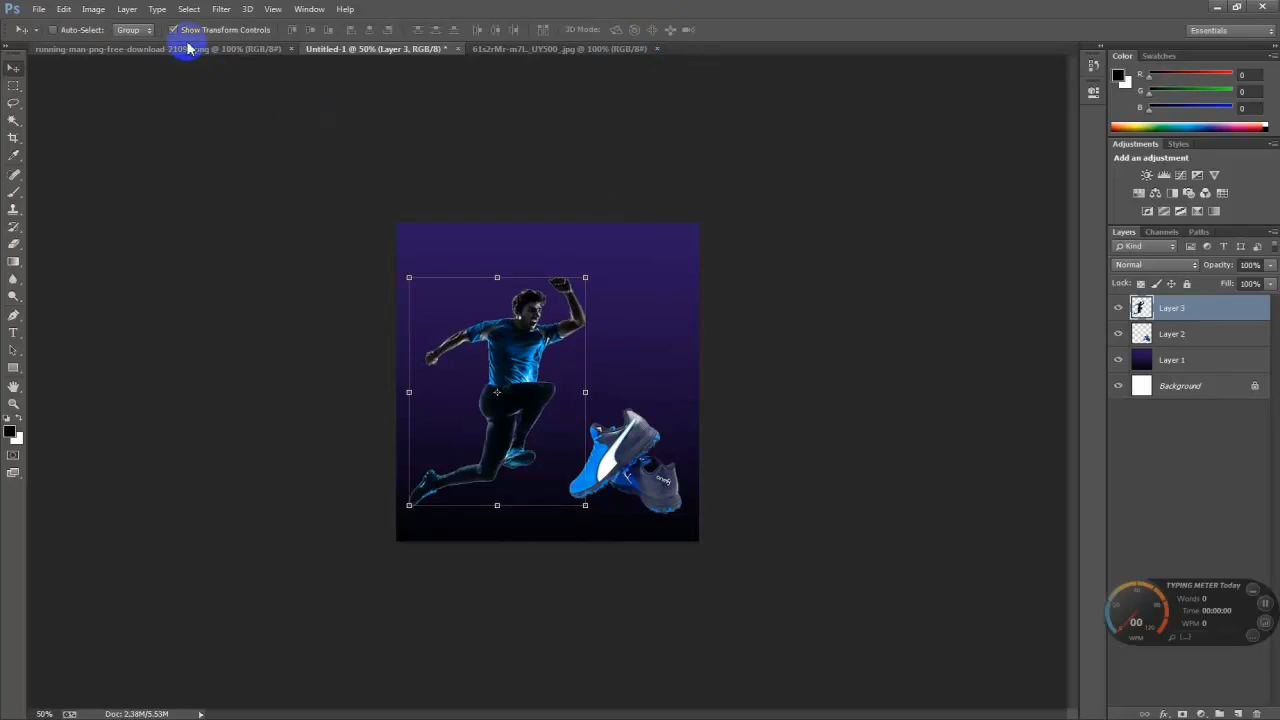 Ps File Edit Image Layer Type Select Filter 3D View Window Help
Auto-Select: Group Show Transform Controls 3D Mode: Essentials
running-man-png-free-download-2109.png @ 100% (RGB/8#) × Untitled-1 @ 50% (Layer 3, RGB/8) * × 61s2rMr-m7L._UY500_.jpg @ 100% (RGB/8#) ×
Color Swatches
R 0
G 0
B 0
Adjustments Styles
Add an adjustment
Layers Channels Paths
Kind
Normal Opacity: 100%
Lock: Fill: 100%
Layer 3
Layer 2
Layer 1
Background
TYPING METER Today
Words 0
Time 00:00:00
WPM 0
00
WPM
[...]
50% Doc: 2.38M/5.53M